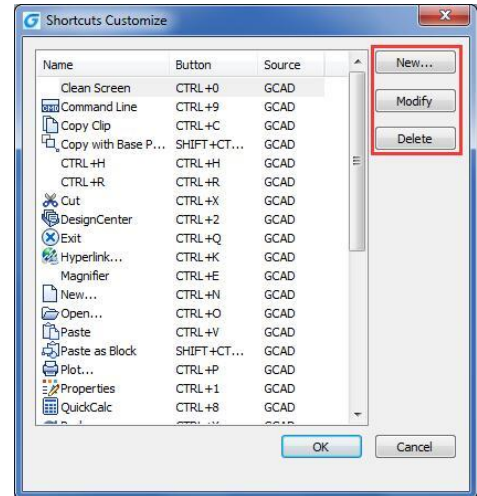 Shortcuts Customize
Name Button Source
Clean Screen CTRL+0 GCAD
Command Line CTRL+9 GCAD
Copy Clip CTRL+C GCAD
Copy with Base P... SHIFT+CT... GCAD
CTRL+H CTRL+H GCAD
CTRL+R CTRL+R GCAD
Cut CTRL+X GCAD
DesignCenter CTRL+2 GCAD
Exit CTRL+Q GCAD
Hyperlink... CTRL+K GCAD
Magnifier CTRL+E GCAD
New... CTRL+N GCAD
Open... CTRL+O GCAD
Paste CTRL+V GCAD
Paste as Block SHIFT+CT... GCAD
Plot... CTRL+P GCAD
Properties CTRL+1 GCAD
QuickCalc CTRL+8 GCAD
New...
Modify
Delete
OK Cancel